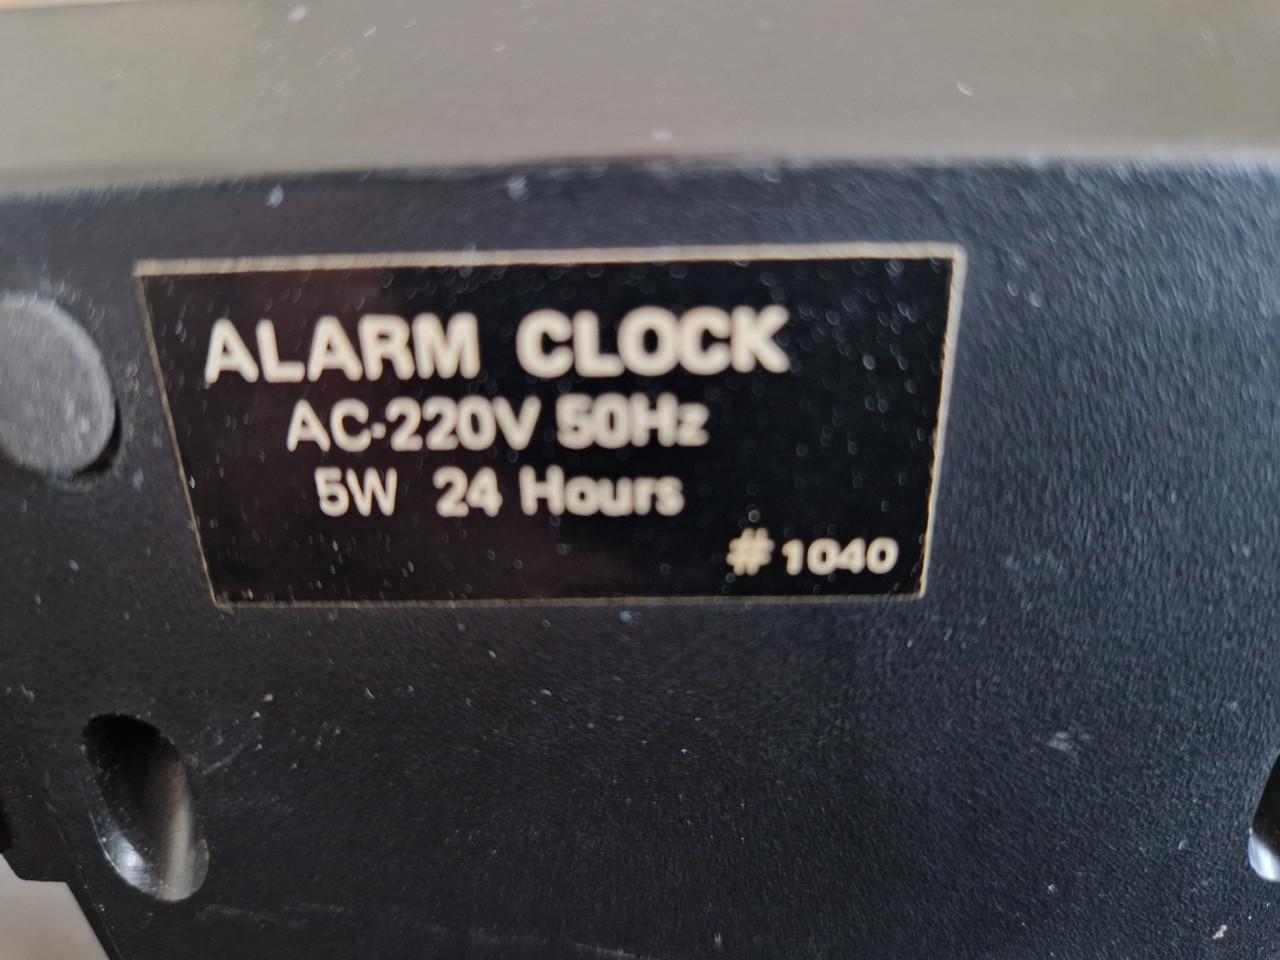 ALARM CLOCK
AC-220V 50Hz
5W 24 Hours
#1040